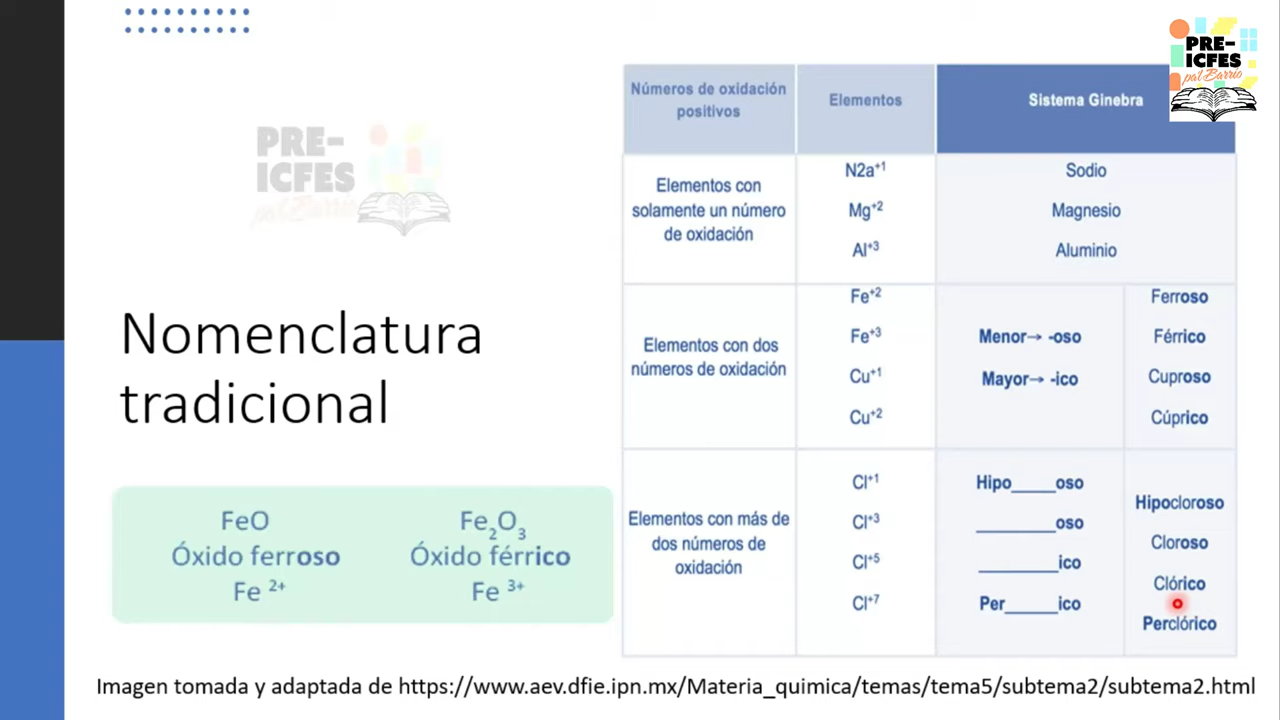 PRE-
ICFES
pal Barrio
PRE-
ICFES
pal Barrio
Nomenclatura
tradicional
FeO
Óxido ferroso
Fe 2+
Fe2O3
Óxido férrico
Fe 3+
Números de oxidación
positivos
Elementos
Sistema Ginebra
Elementos con
solamente un número
de oxidación
N2a+1
Mg+2
Al+3
Sodio
Magnesio
Aluminio
Elementos con dos
números de oxidación
Fe+2
Fe+3
Cu+1
Cu+2
Menor→ -oso
Mayor→ -ico
Ferroso
Férrico
Cuproso
Cúprico
Elementos con más de
dos números de
oxidación
Cl+1
Cl+3
Cl+5
Cl+7
Hipo_____oso
_________oso
_________ico
Per______ico
Hipocloroso
Cloroso
Clórico
Perclórico
Imagen tomada y adaptada de https://www.aev.dfie.ipn.mx/Materia_quimica/temas/tema5/subtema2/subtema2.html